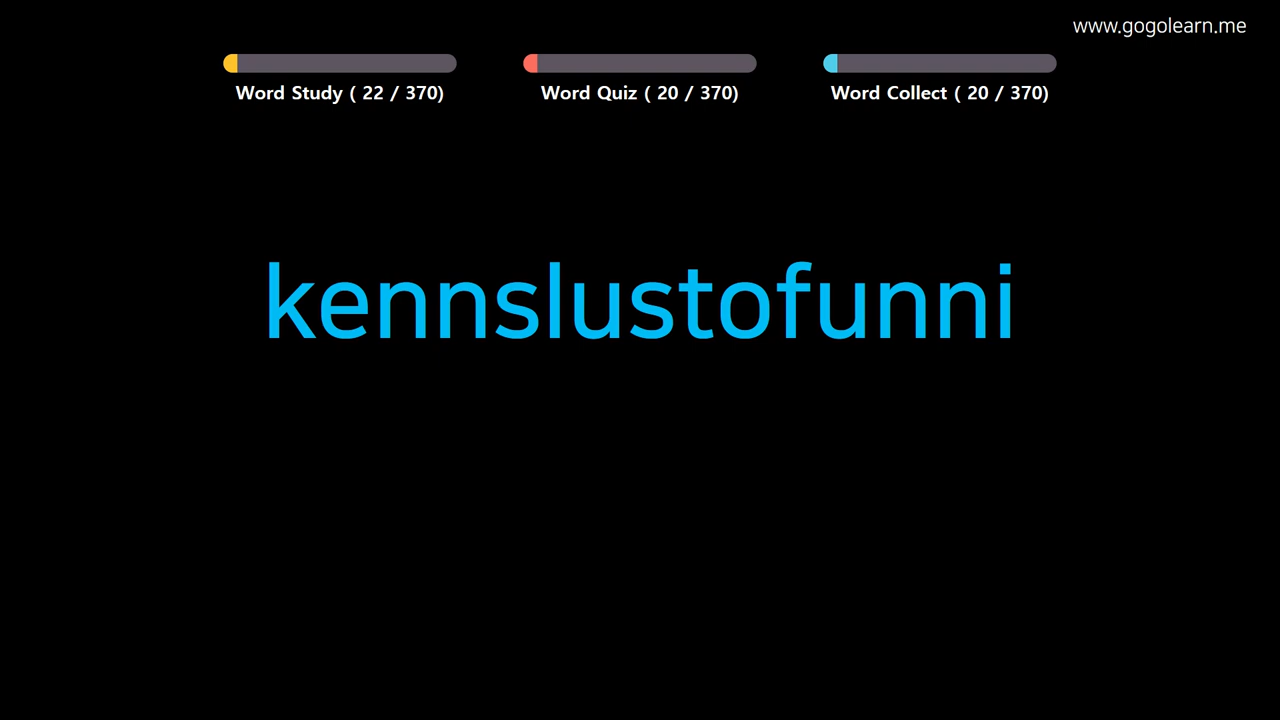 www.gogolearn.me
Word Study ( 22 / 370)
Word Quiz ( 20 / 370)
Word Collect ( 20 / 370)
kennslustofunni